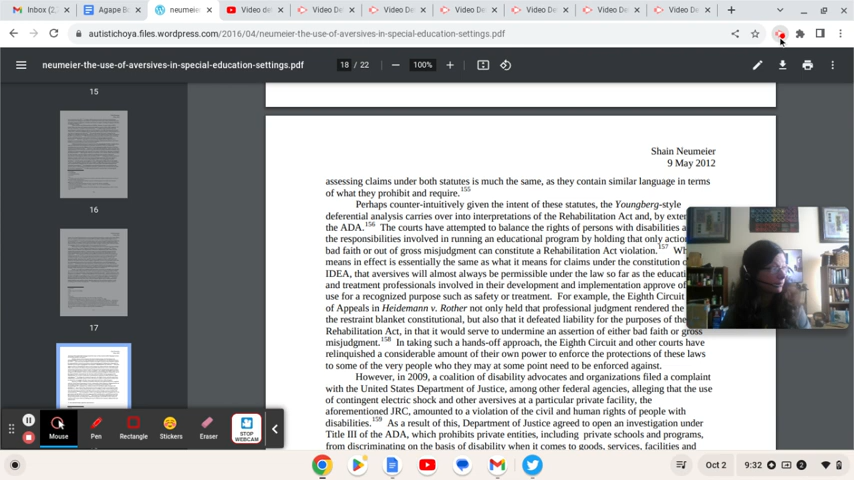 Inbox (2,
Agape B
neumeie
Video de
Video De
Video De
Video De
Video De
Video De
Video De
autistichoya.files.wordpress.com/2016/04/neumeier-the-use-of-aversives-in-special-education-settings.pdf
neumeier-the-use-of-aversives-in-special-education-settings.pdf
18 / 22
100%
15
16
17
Shain Neumeier
9 May 2012
assessing claims under both statutes is much the same, as they contain similar language in terms
of what they prohibit and require.155
Perhaps counter-intuitively given the intent of these statutes, the Youngberg-style
deferential analysis carries over into interpretations of the Rehabilitation Act and, by exten
the ADA.156 The courts have attempted to balance the rights of persons with disabilities a
the responsibilities involved in running an educational program by holding that only action
bad faith or out of gross misjudgment can constitute a Rehabilitation Act violation.157 Wh
means in effect is essentially the same as what it means for claims under the constitution o
IDEA, that aversives will almost always be permissible under the law so far as the educati
and treatment professionals involved in their development and implementation approve of
use for a recognized purpose such as safety or treatment. For example, the Eighth Circuit
of Appeals in Heidemann v. Rother not only held that professional judgment rendered the
the restraint blanket constitutional, but also that it defeated liability for the purposes of the
Rehabilitation Act, in that it would serve to undermine an assertion of either bad faith or gross
misjudgment.158 In taking such a hands-off approach, the Eighth Circuit and other courts have
relinquished a considerable amount of their own power to enforce the protections of these laws
to some of the very people who they may at some point need to be enforced against.
However, in 2009, a coalition of disability advocates and organizations filed a complaint
with the United States Department of Justice, among other federal agencies, alleging that the use
of contingent electric shock and other aversives at a particular private facility, the
aforementioned JRC, amounted to a violation of the civil and human rights of people with
disabilities.159 As a result of this, Department of Justice agreed to open an investigation under
Title III of the ADA, which prohibits private entities, including private schools and programs,
from discriminating on the basis of disability when it comes to goods, services, facilities and
Mouse
Pen
Rectangle
Stickers
Eraser
STOP
WEBCAM
Oct 2
9:32
2